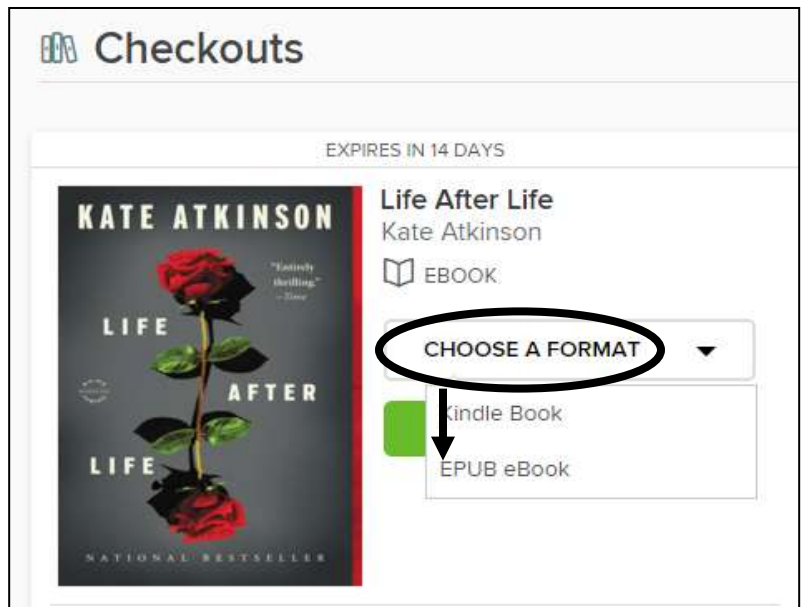 Checkouts
EXPIRES IN 14 DAYS
KATE ATKINSON
"Entirely
thrilling."
—Time
LIFE
AFTER
LIFE
NATIONAL BESTSELLER
Life After Life
Kate Atkinson
EBOOK
CHOOSE A FORMAT
Kindle Book
EPUB eBook